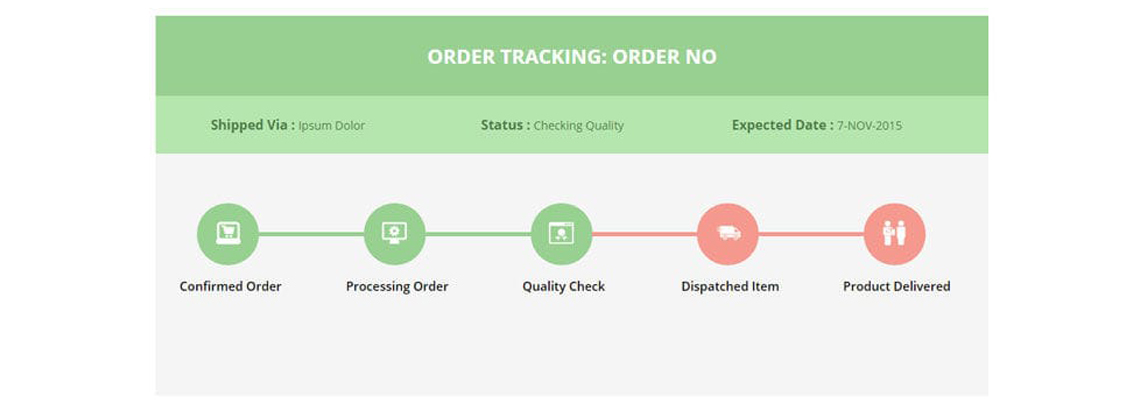 ORDER TRACKING: ORDER NO
Shipped Via : Ipsum Dolor Status : Checking Quality Expected Date : 7-NOV-2015
Confirmed Order Processing Order Quality Check Dispatched Item Product Delivered